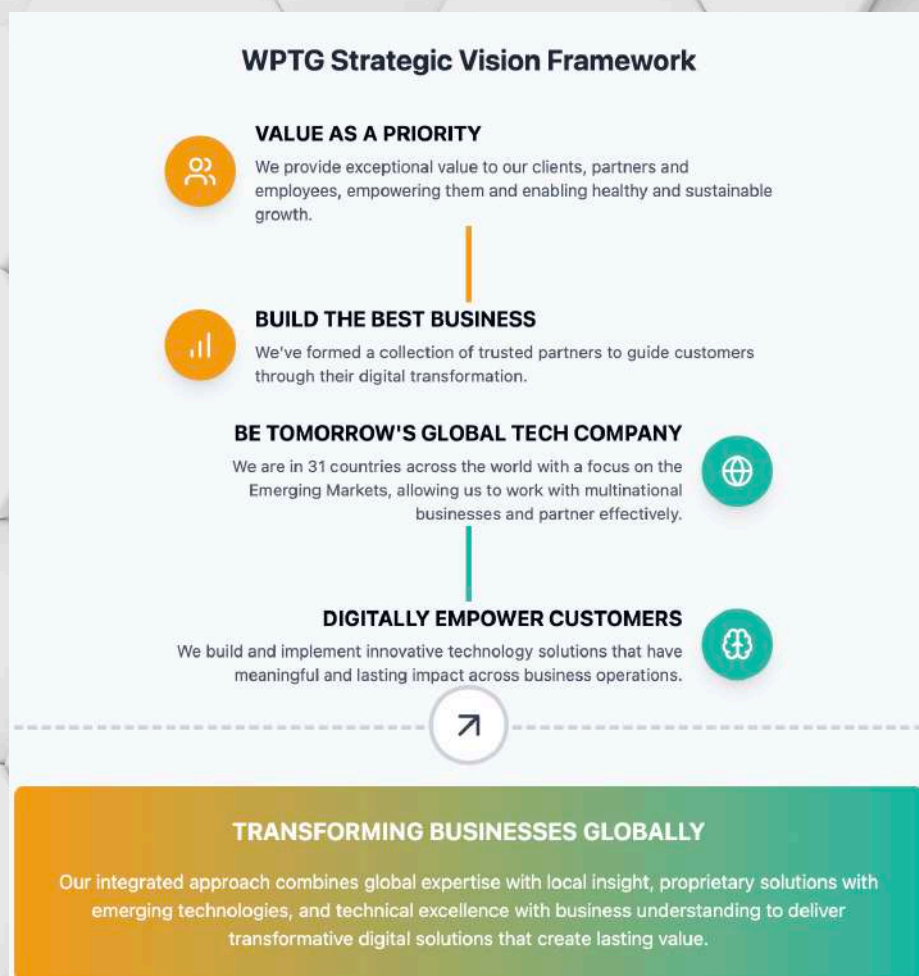 WPTG Strategic Vision Framework
VALUE AS A PRIORITY
We provide exceptional value to our clients, partners and
employees, empowering them and enabling healthy and sustainable
growth.
BUILD THE BEST BUSINESS
We've formed a collection of trusted partners to guide customers
through their digital transformation.
BE TOMORROW'S GLOBAL TECH COMPANY
We are in 31 countries across the world with a focus on the
Emerging Markets, allowing us to work with multinational
businesses and partner effectively.
DIGITALLY EMPOWER CUSTOMERS
We build and implement innovative technology solutions that have
meaningful and lasting impact across business operations.
TRANSFORMING BUSINESSES GLOBALLY
Our integrated approach combines global expertise with local insight, proprietary solutions with
emerging technologies, and technical excellence with business understanding to deliver
transformative digital solutions that create lasting value.